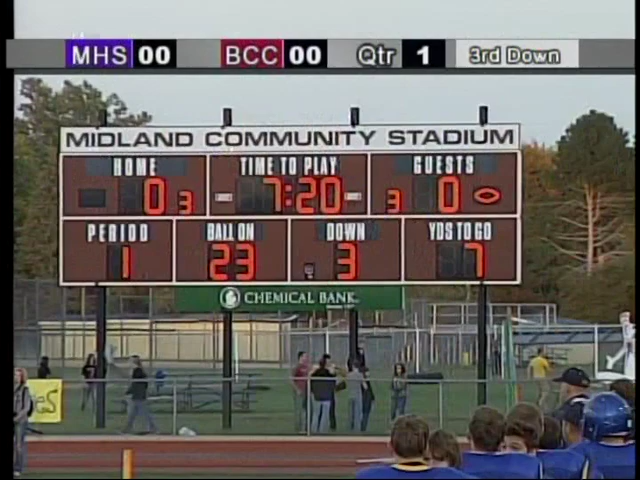 MHS 00 BCC 00 Qtr 1 3rd Down
MIDLAND COMMUNITY STADIUM
HOME TIME TO PLAY GUESTS
0 3 7:20 3 0
PERIOD BALL ON DOWN YDS TO GO
1 23 3 7
CHEMICAL BANK